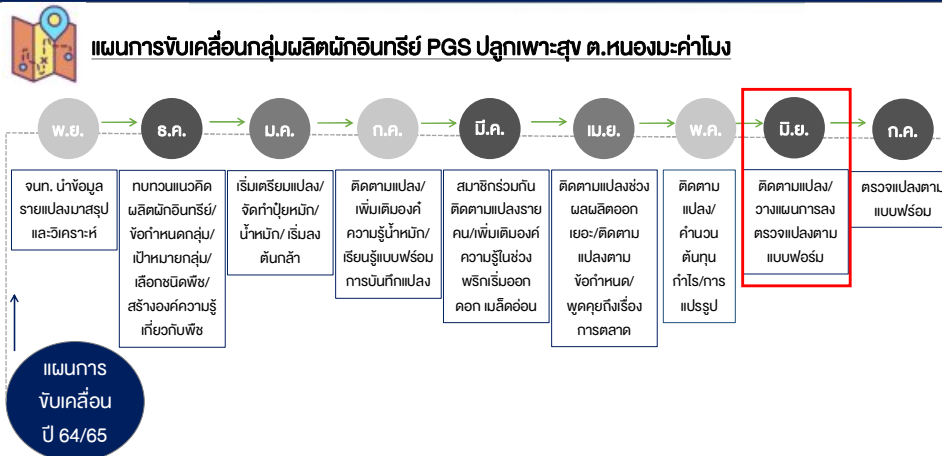 แผนการขับเคลื่อนกลุ่มผลิตผักอินทรีย์ PGS ปลูกเพาะสุข ต.หนองมะค่าโมง
พ.ย.
ธ.ค.
ม.ค.
ก.ค.
มี.ค.
เม.ย.
พ.ค.
มิ.ย.
ก.ค.
จนท. นำข้อมูล
รายแปลงมาสรุป
และวิเคราะห์
ทบทวนแนวคิด
ผลิตผักอินทรีย์/
ข้อกำหนดกลุ่ม/
เป้าหมายกลุ่ม/
เลือกชนิดพืช/
สร้างองค์ความรู้
เกี่ยวกับพืช
เริ่มเตรียมแปลง/
จัดทำปุ๋ยหมัก/
น้ำหมัก/ เริ่มลง
ต้นกล้า
ติดตามแปลง/
เพิ่มเติมองค์
ความรู้น้ำหมัก/
เรียนรู้แบบฟร์อม
การบันทึกแปลง
สมาชิกร่วมกัน
ติดตามแปลงราย
คน/เพิ่มเติมองค์
ความรู้ในช่วง
พริกเริ่มออก
ดอก เมล็ดอ่อน
ติดตามแปลงช่วง
ผลผลิตออก
เยอะ/ติดตาม
แปลงตาม
ข้อกำหนด/
พูดคุยถึงเรื่อง
การตลาด
ติดตาม
แปลง/
คำนวน
ต้นทุน
กำไร/การ
แปรรูป
ติดตามแปลง/
วางแผนการลง
ตรวจแปลงตาม
แบบฟอร์ม
ตรวจแปลงตาม
แบบฟร์อม
แผนการ
ขับเคลื่อน
ปี 64/65